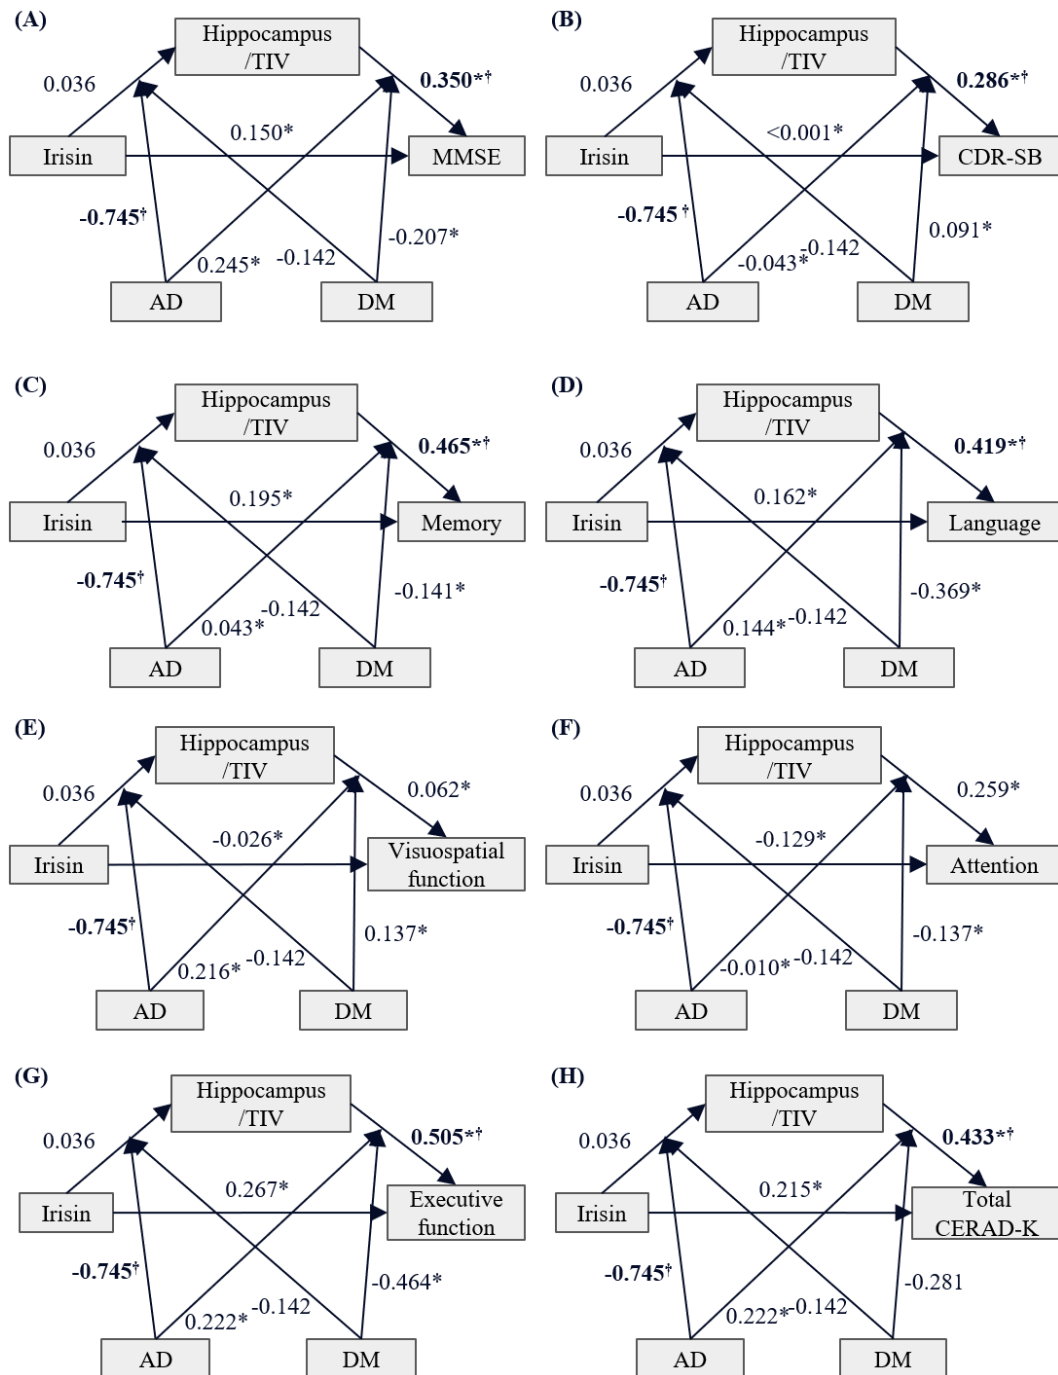 (A)
Hippocampus
/TIV
0.036
0.350*†
0.150*
Irisin
MMSE
-0.745†
-0.207*
0.245*
-0.142
AD
DM
(B)
Hippocampus
/TIV
0.036
0.286*†
<0.001*
Irisin
CDR-SB
-0.745†
0.091*
-0.043*
-0.142
AD
DM
(C)
Hippocampus
/TIV
0.036
0.465*†
0.195*
Irisin
Memory
-0.745†
-0.141*
0.043*
-0.142
AD
DM
(D)
Hippocampus
/TIV
0.036
0.419*†
0.162*
Irisin
Language
-0.745†
-0.369*
0.144*
-0.142
AD
DM
(E)
Hippocampus
/TIV
0.036
0.062*
-0.026*
Irisin
Visuospatial
function
-0.745†
0.137*
0.216*
-0.142
AD
DM
(F)
Hippocampus
/TIV
0.036
0.259*
-0.129*
Irisin
Attention
-0.745†
-0.137*
-0.010*
-0.142
AD
DM
(G)
Hippocampus
/TIV
0.036
0.505*†
0.267*
Irisin
Executive
function
-0.745†
-0.464*
0.222*
-0.142
AD
DM
(H)
Hippocampus
/TIV
0.036
0.433*†
0.215*
Irisin
Total
CERAD-K
-0.745†
-0.281
0.222*
-0.142
AD
DM